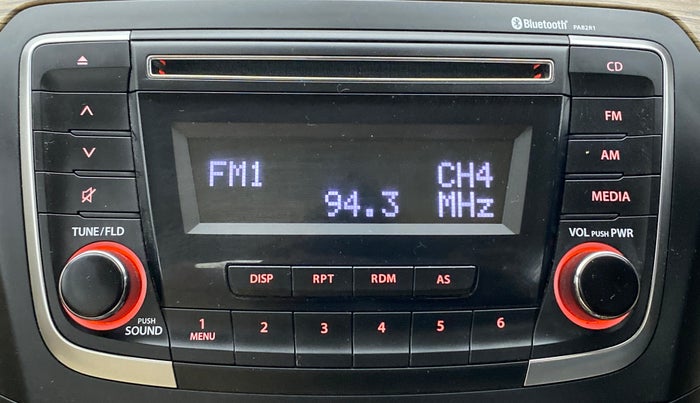 Bluetooth® PA82R1
CD
FM
FM1 CH4
AM
94.3 MHz
MEDIA
TUNE/FLD
VOL PUSH PWR
DISP RPT RDM AS
PUSH
SOUND
1 2 3 4 5 6
MENU